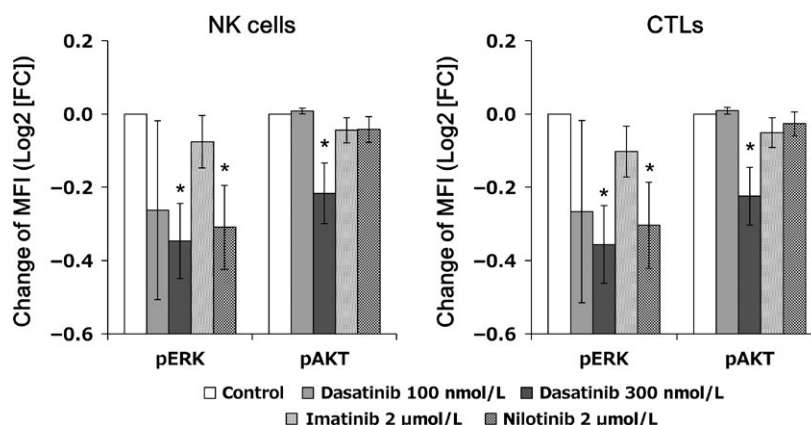 NK cells
CTLs
Change of MFI (Log2 [FC])
0.2
0.0
−0.2
−0.4
−0.6
* * *
pERK pAKT
Change of MFI (Log2 [FC])
0.2
0.0
−0.2
−0.4
−0.6
* * *
pERK pAKT
Control Dasatinib 100 nmol/L Dasatinib 300 nmol/L
Imatinib 2 μmol/L Nilotinib 2 μmol/L